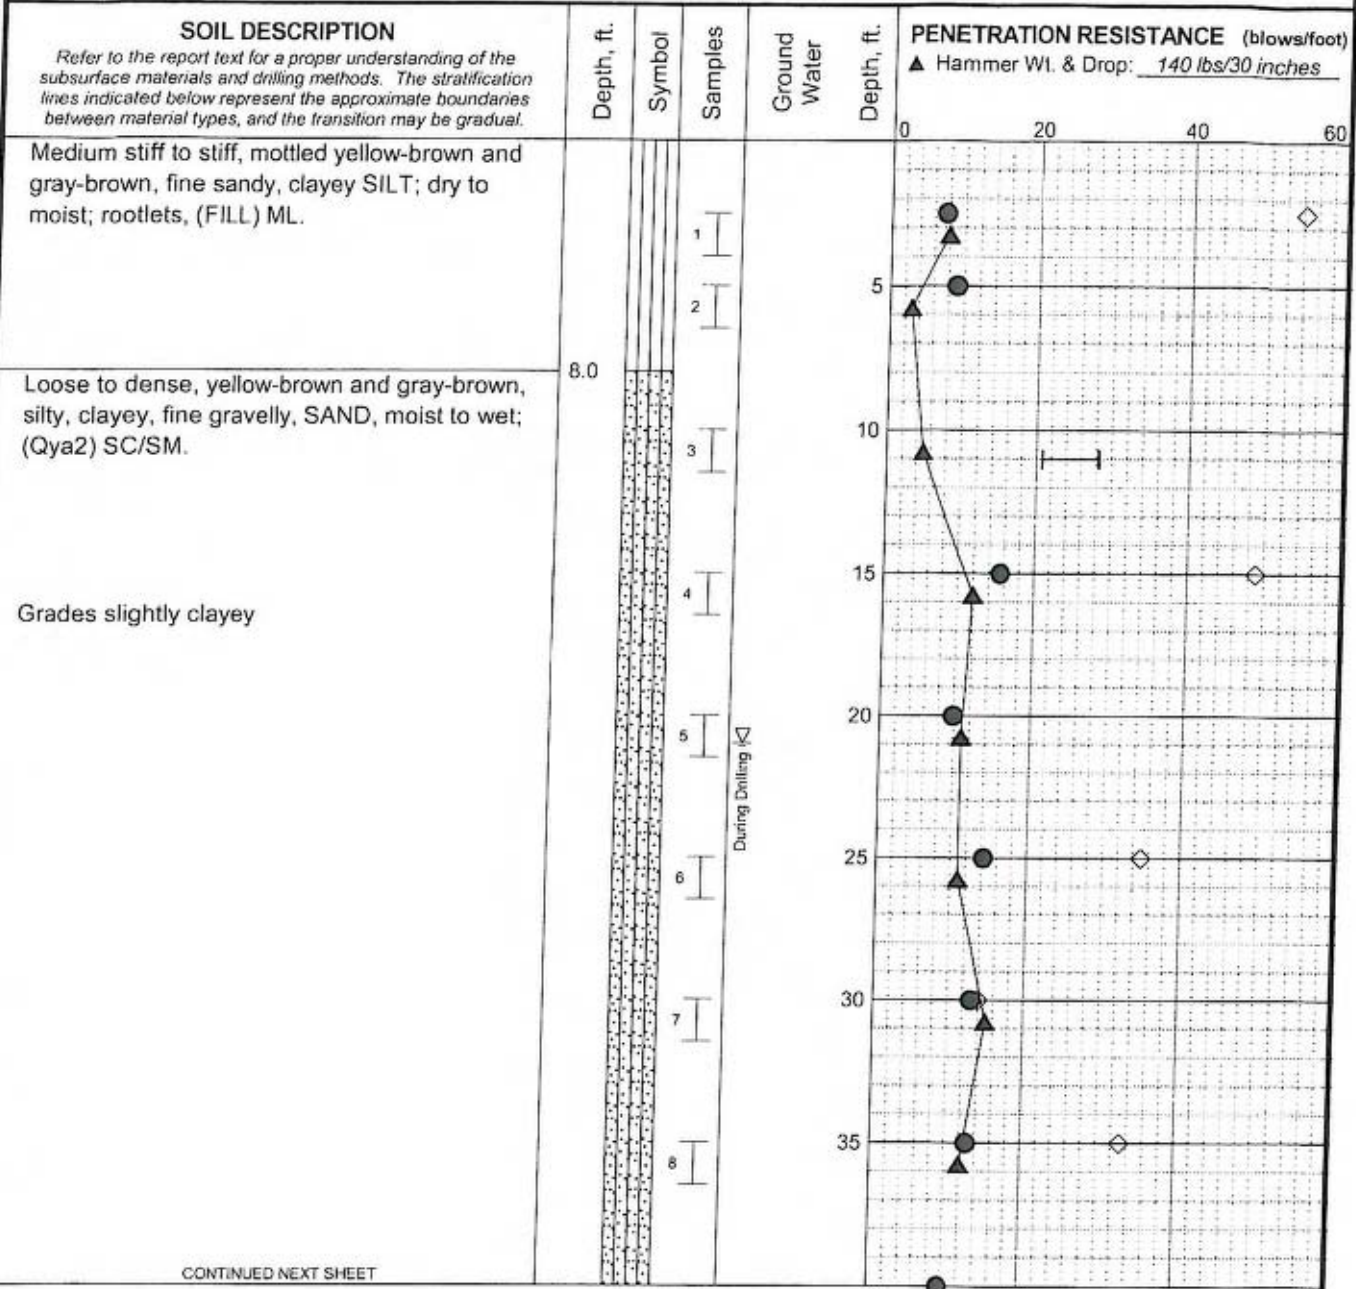 SOIL DESCRIPTION
Refer to the report text for a proper understanding of the
subsurface materials and drilling methods. The stratification
lines indicated below represent the approximate boundaries
between material types, and the transition may be gradual.
Depth, ft.
Symbol
Samples
Ground
Water
Depth, ft.
PENETRATION RESISTANCE (blows/foot)
▲ Hammer Wt. & Drop: 140 lbs/30 inches
0 20 40 60
Medium stiff to stiff, mottled yellow-brown and
gray-brown, fine sandy, clayey SILT; dry to
moist; rootlets, (FILL) ML.
1
5
2
8.0
Loose to dense, yellow-brown and gray-brown,
silty, clayey, fine gravelly, SAND, moist to wet;
(Qya2) SC/SM.
10
3
15
4
Grades slightly clayey
20
5
During Drilling
25
6
30
7
35
8
CONTINUED NEXT SHEET